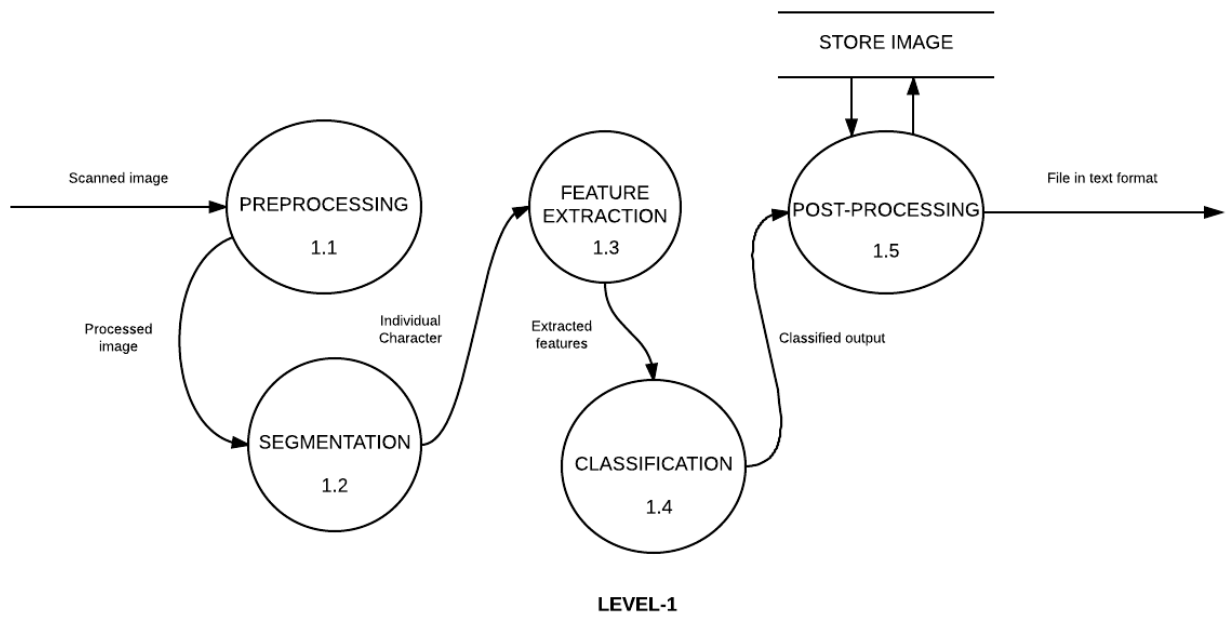 STORE IMAGE
Scanned image
PREPROCESSING
1.1
FEATURE
EXTRACTION
1.3
POST-PROCESSING
1.5
File in text format
Processed
image
Individual
Character
Extracted
features
Classified output
SEGMENTATION
1.2
CLASSIFICATION
1.4
LEVEL-1